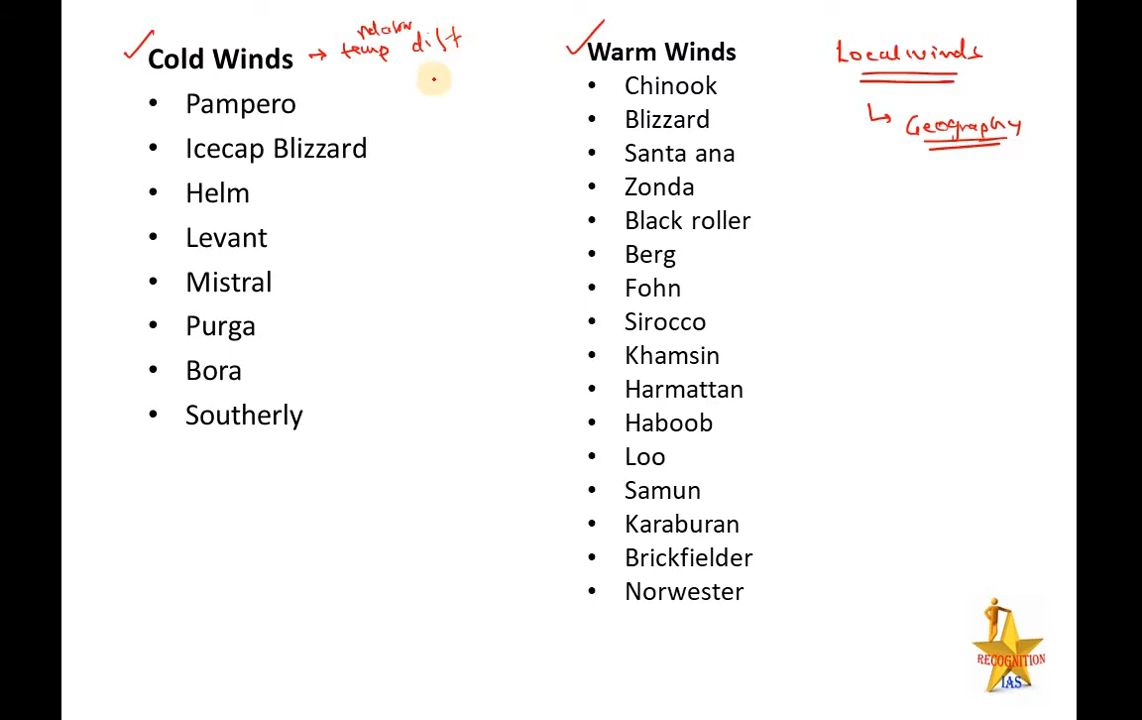 Cold Winds → relative temp dist
• Pampero
• Icecap Blizzard
• Helm
• Levant
• Mistral
• Purga
• Bora
• Southerly
Warm Winds
• Chinook
• Blizzard
• Santa ana
• Zonda
• Black roller
• Berg
• Fohn
• Sirocco
• Khamsin
• Harmattan
• Haboob
• Loo
• Samun
• Karaburan
• Brickfielder
• Norwester
Local winds
↳ Geography
RECOGNITION
IAS